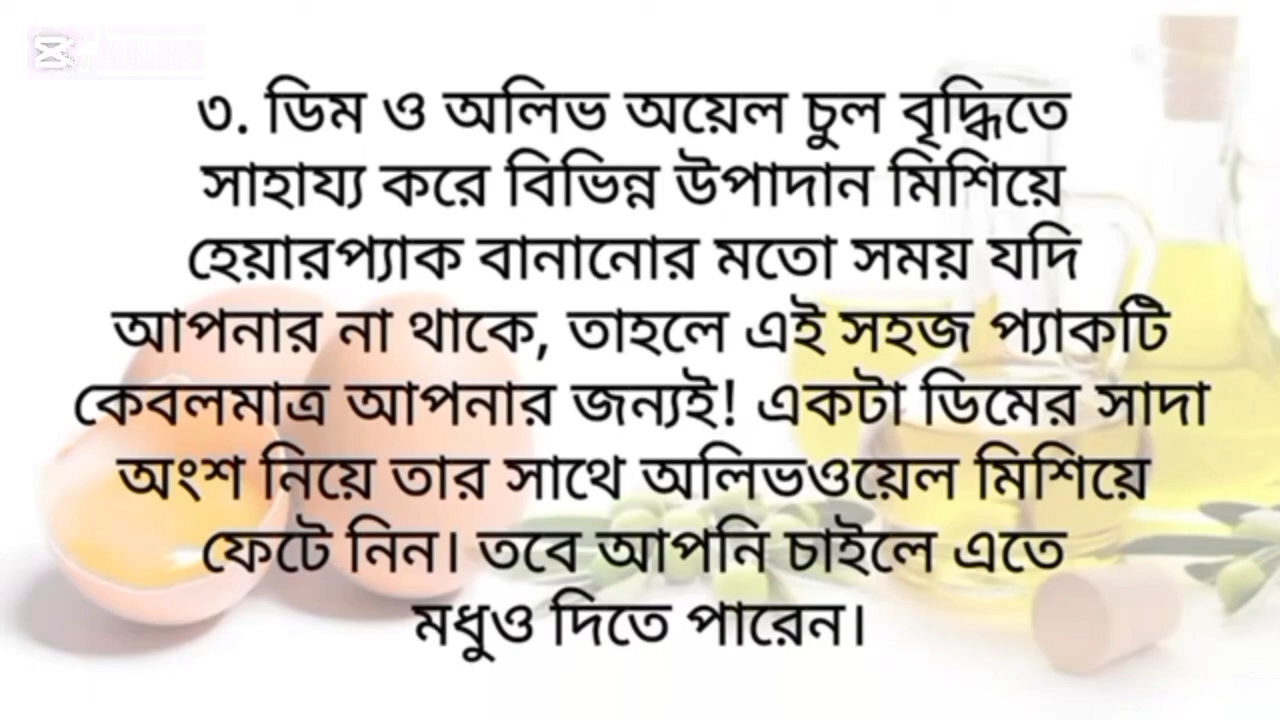 ৩. ডিম ও অলিভ অয়েল চুল বৃদ্ধিতে
সাহায্য করে বিভিন্ন উপাদান মিশিয়ে
হেয়ারপ্যাক বানানোর মতো সময় যদি
আপনার না থাকে, তাহলে এই সহজ প্যাকটি
কেবলমাত্র আপনার জন্যই! একটা ডিমের সাদা
অংশ নিয়ে তার সাথে অলিভওয়েল মিশিয়ে
ফেটে নিন। তবে আপনি চাইলে এতে
মধুও দিতে পারেন।